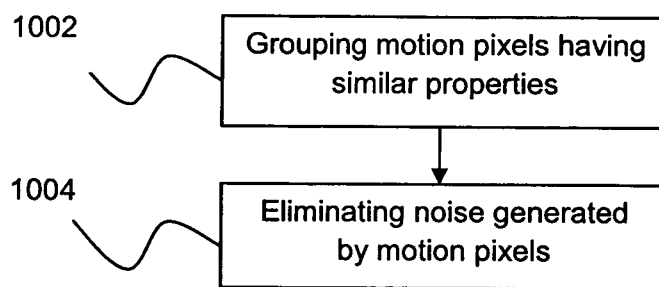 1002
Grouping motion pixels having
similar properties
1004
Eliminating noise generated
by motion pixels